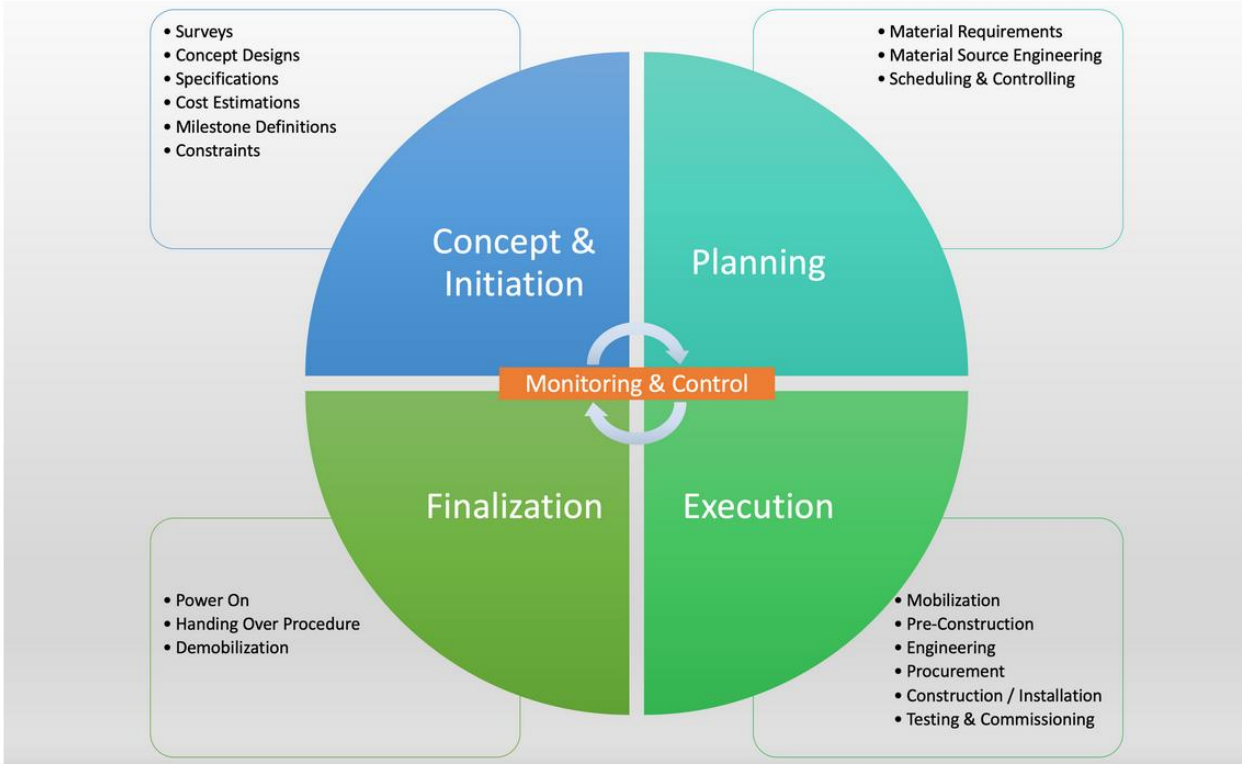 • Surveys
• Concept Designs
• Specifications
• Cost Estimations
• Milestone Definitions
• Constraints
• Material Requirements
• Material Source Engineering
• Scheduling & Controlling
Concept &
Initiation
Planning
Monitoring & Control
Finalization
Execution
• Power On
• Handing Over Procedure
• Demobilization
• Mobilization
• Pre-Construction
• Engineering
• Procurement
• Construction / Installation
• Testing & Commissioning